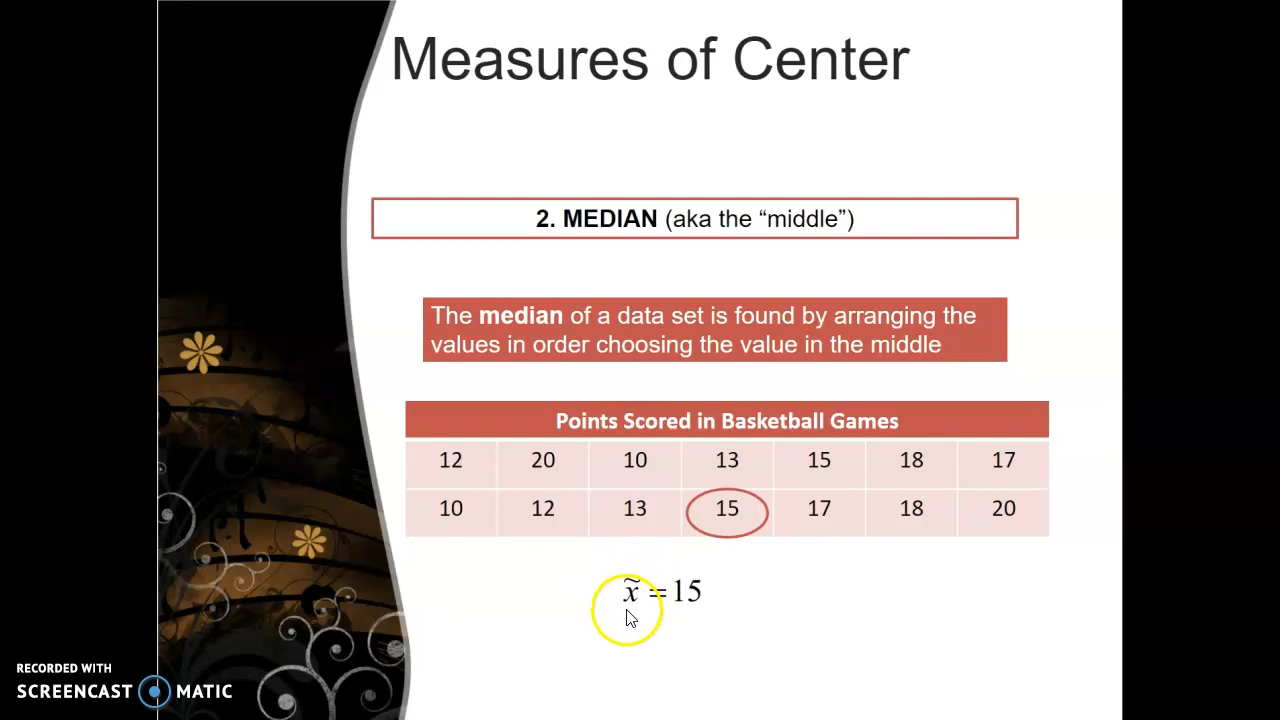 Measures of Center
2. MEDIAN (aka the “middle”)
The median of a data set is found by arranging the
values in order choosing the value in the middle
Points Scored in Basketball Games
12 20 10 13 15 18 17
10 12 13 15 17 18 20
x̃ = 15
RECORDED WITH
SCREENCAST MATIC